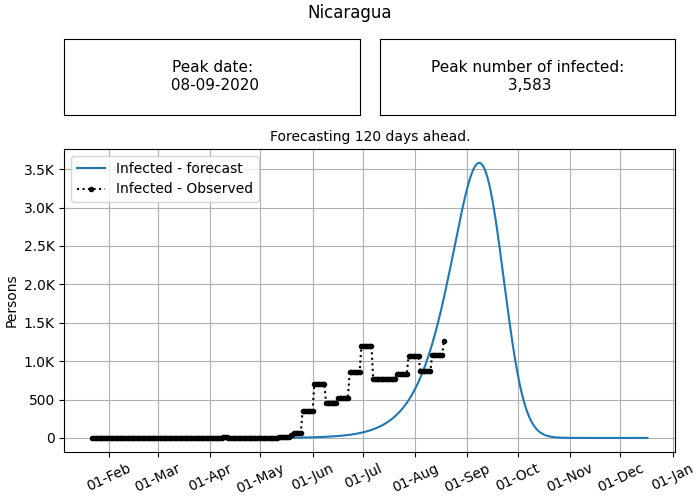 Nicaragua
Peak date:
08-09-2020
Peak number of infected:
3,583
Forecasting 120 days ahead.
Infected - forecast
Infected - Observed
3.5K
3.0K
2.5K
2.0K
1.5K
1.0K
500
0
Persons
01-Feb 01-Mar 01-Apr 01-May 01-Jun 01-Jul 01-Aug 01-Sep 01-Oct 01-Nov 01-Dec 01-Jan